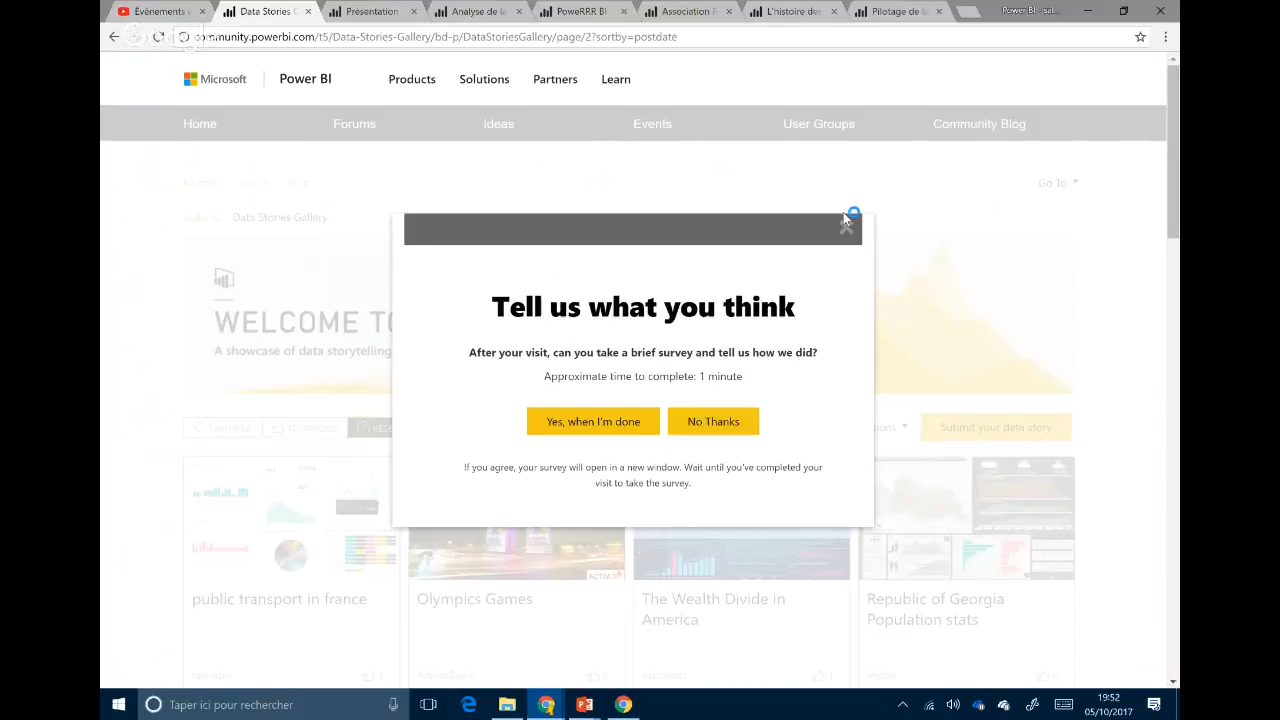 Événements
Data Stories G
Présentation
Analyse de la
PoweRRR BI
Association P
L'histoire des
Pilotage de la
Power BI -
community.powerbi.com/t5/Data-Stories-Gallery/bd-p/DataStoriesGallery/page/2?sortby=postdate
Microsoft
Power BI
Products
Solutions
Partners
Learn
Home
Forums
Ideas
Events
User Groups
Community Blog
Go To
Data Stories Gallery
WELCOME TO
A showcase of data storytelling
Tell us what you think
After your visit, can you take a brief survey and tell us how we did?
Approximate time to complete: 1 minute
Yes, when I'm done
No Thanks
If you agree, your survey will open in a new window. Wait until you've completed your
visit to take the survey.
Submit your data story
public transport in france
Olympics Games
The Wealth Divide in
America
Republic of Georgia
Population stats
Taper ici pour rechercher
19:52
05/10/2017